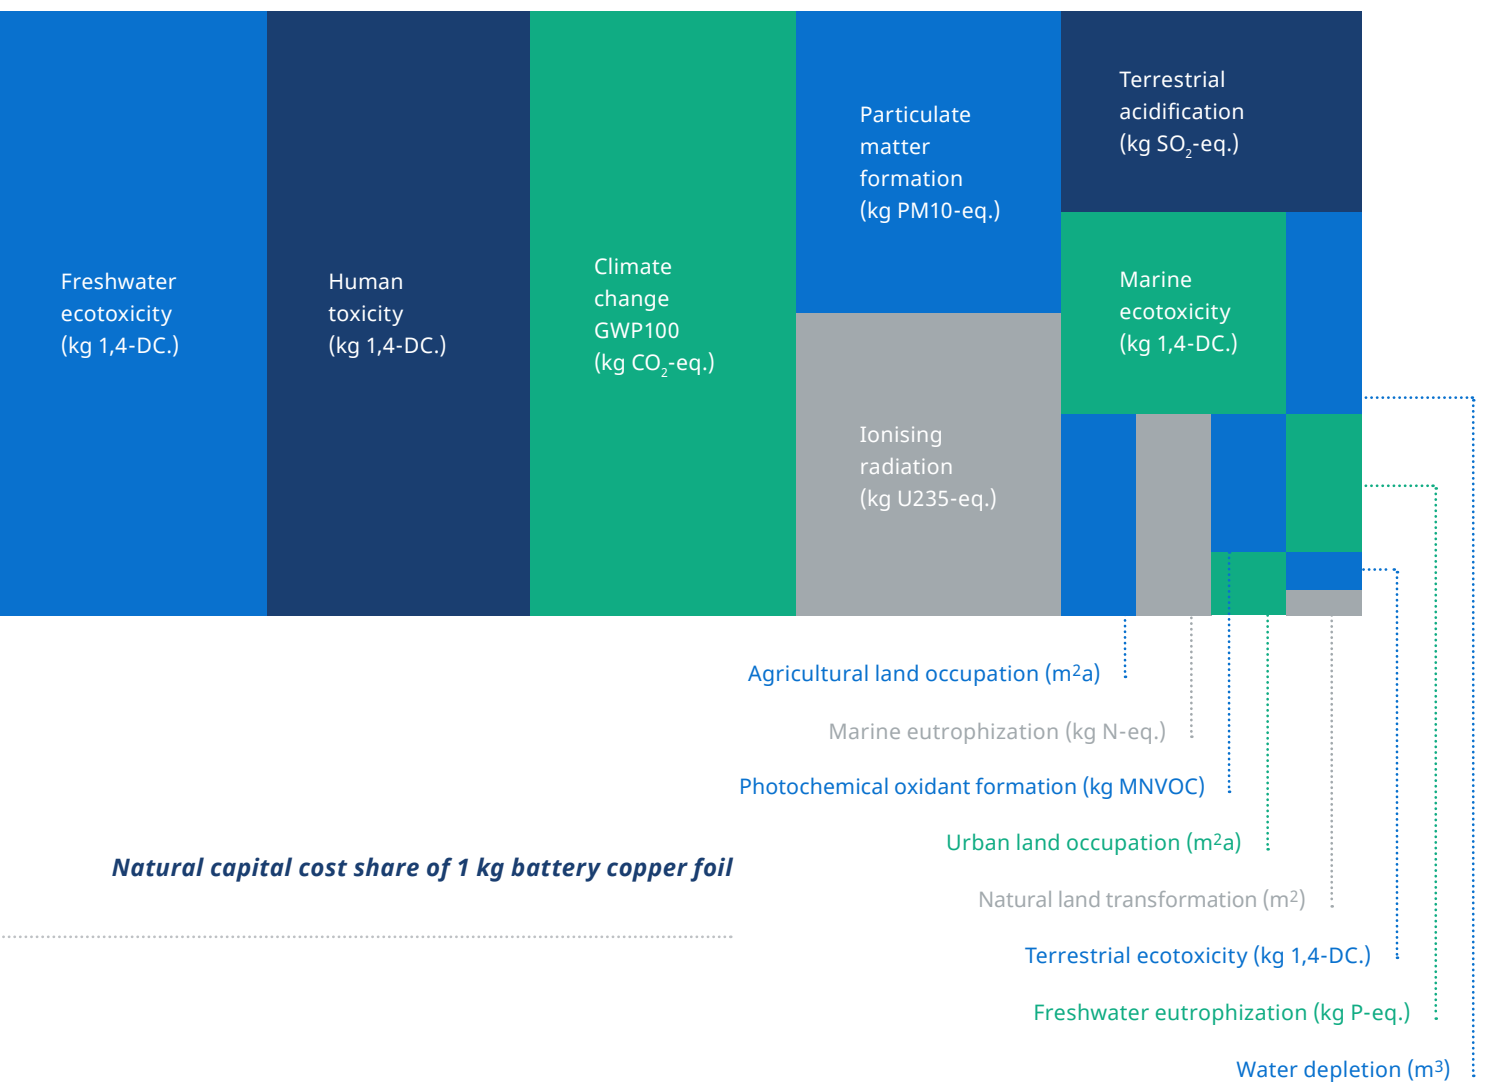 Freshwater
ecotoxicity
(kg 1,4-DC.)
Human
toxicity
(kg 1,4-DC.)
Climate
change
GWP100
(kg CO₂-eq.)
Particulate
matter
formation
(kg PM10-eq.)
Ionising
radiation
(kg U235-eq.)
Terrestrial
acidification
(kg SO₂-eq.)
Marine
ecotoxicity
(kg 1,4-DC.)
Agricultural land occupation (m²a)
Marine eutrophization (kg N-eq.)
Photochemical oxidant formation (kg MNVOC)
Urban land occupation (m²a)
Natural capital cost share of 1 kg battery copper foil
Natural land transformation (m²)
Terrestrial ecotoxicity (kg 1,4-DC.)
Freshwater eutrophization (kg P-eq.)
Water depletion (m³)